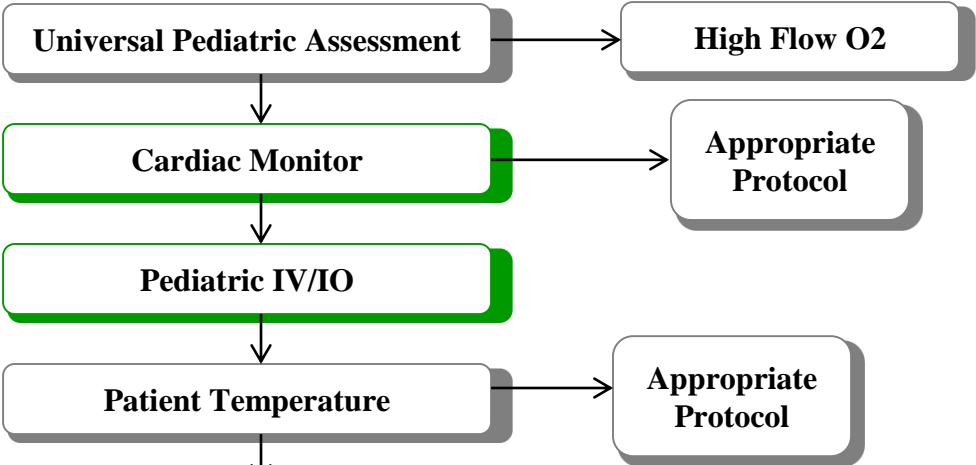 Universal Pediatric Assessment
High Flow O2
Cardiac Monitor
Appropriate
Protocol
Pediatric IV/IO
Patient Temperature
Appropriate
Protocol